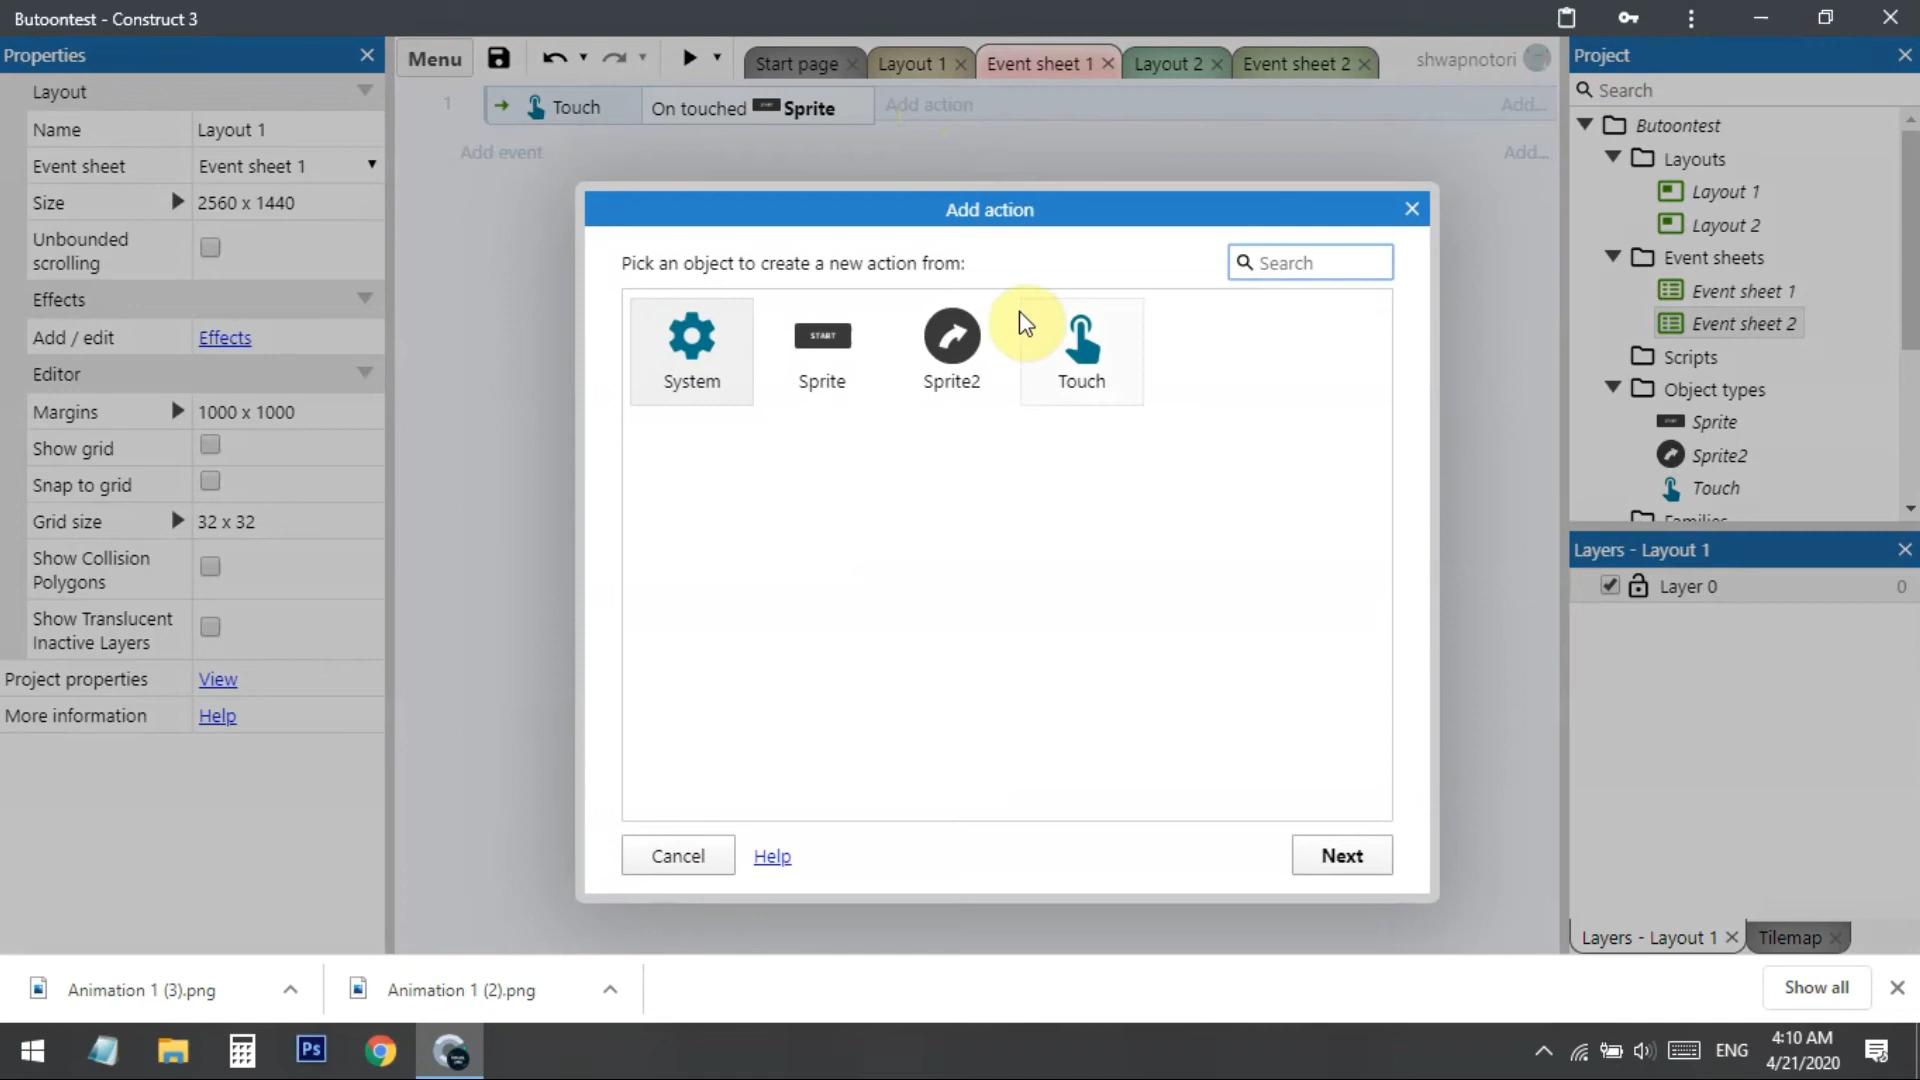 Butoontest - Construct 3
Properties
Layout
Name Layout 1
Event sheet Event sheet 1
Size 2560 x 1440
Unbounded
scrolling
Effects
Add / edit Effects
Editor
Margins 1000 x 1000
Show grid
Snap to grid
Grid size 32 x 32
Show Collision
Polygons
Show Translucent
Inactive Layers
Project properties View
More information Help
Menu
Start page
Layout 1
Event sheet 1
Layout 2
Event sheet 2
shwapnotori
1 Touch On touched START Sprite Add action Add...
Add event Add...
Add action
Pick an object to create a new action from:
Search
START
System
Sprite
Sprite2
Touch
Cancel
Help
Next
Project
Search
Butoontest
Layouts
Layout 1
Layout 2
Event sheets
Event sheet 1
Event sheet 2
Scripts
Object types
Sprite
Sprite2
Touch
Families
Layers - Layout 1
Layer 0 0
Layers - Layout 1
Tilemap
Animation 1 (3).png
Animation 1 (2).png
Show all
Ps
ENG
4:10 AM
4/21/2020